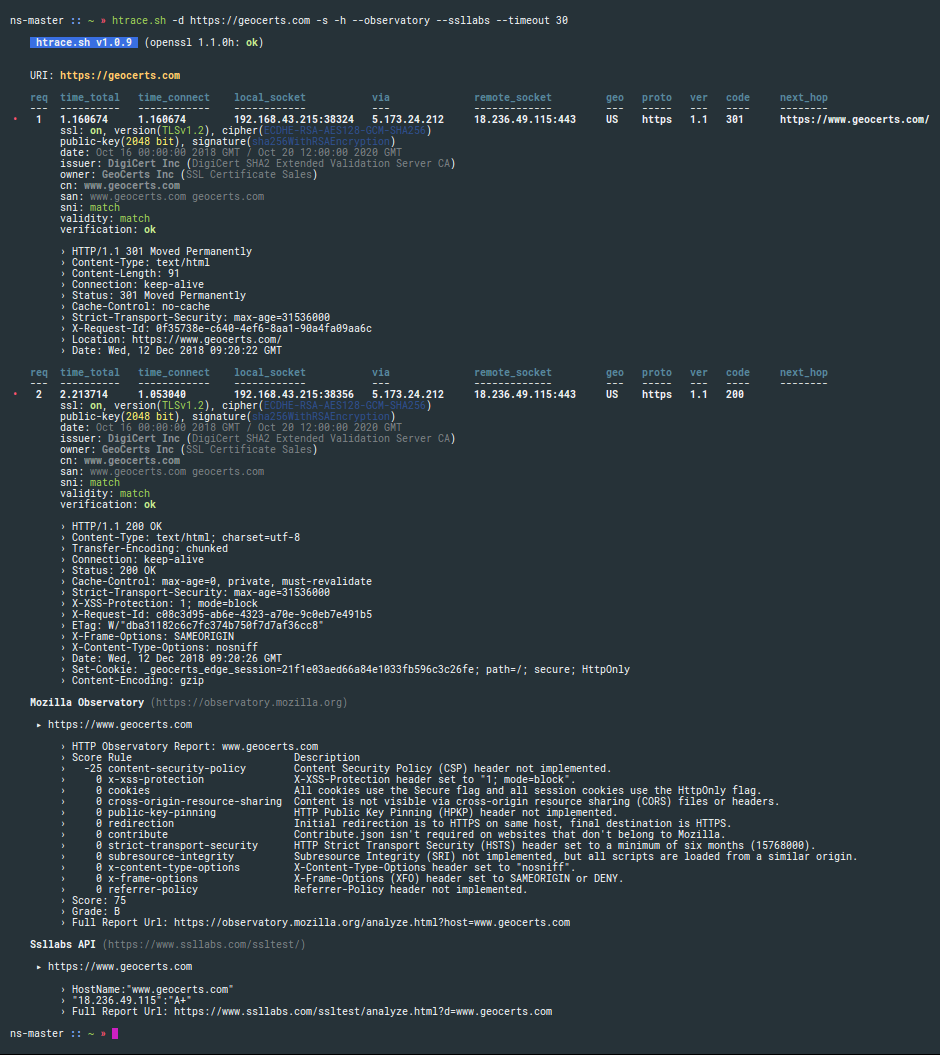 ns-master :: ~ » htrace.sh -d https://geocerts.com -s -h --observatory --ssllabs --timeout 30
htrace.sh v1.0.9 (openssl 1.1.0h: ok)
URI: https://geocerts.com
req time_total time_connect local_socket via remote_socket geo proto ver code next_hop
--- ---------- ------------ ------------ --- ------------- --- ----- --- ---- --------
• 1 1.160674 1.160674 192.168.43.215:38324 5.173.24.212 18.236.49.115:443 US https 1.1 301 https://www.geocerts.com/
ssl: on, version(TLSv1.2), cipher(ECDHE-RSA-AES128-GCM-SHA256)
public-key(2048 bit), signature(sha256WithRSAEncryption)
date: Oct 16 00:00:00 2018 GMT / Oct 20 12:00:00 2020 GMT
issuer: DigiCert Inc (DigiCert SHA2 Extended Validation Server CA)
owner: GeoCerts Inc (SSL Certificate Sales)
cn: www.geocerts.com
san: www.geocerts.com geocerts.com
sni: match
validity: match
verification: ok
› HTTP/1.1 301 Moved Permanently
› Content-Type: text/html
› Content-Length: 91
› Connection: keep-alive
› Status: 301 Moved Permanently
› Cache-Control: no-cache
› Strict-Transport-Security: max-age=31536000
› X-Request-Id: 0f35738e-c640-4ef6-8aa1-90a4fa09aa6c
› Location: https://www.geocerts.com/
› Date: Wed, 12 Dec 2018 09:20:22 GMT
req time_total time_connect local_socket via remote_socket geo proto ver code next_hop
--- ---------- ------------ ------------ --- ------------- --- ----- --- ---- --------
• 2 2.213714 1.053040 192.168.43.215:38356 5.173.24.212 18.236.49.115:443 US https 1.1 200
ssl: on, version(TLSv1.2), cipher(ECDHE-RSA-AES128-GCM-SHA256)
public-key(2048 bit), signature(sha256WithRSAEncryption)
date: Oct 16 00:00:00 2018 GMT / Oct 20 12:00:00 2020 GMT
issuer: DigiCert Inc (DigiCert SHA2 Extended Validation Server CA)
owner: GeoCerts Inc (SSL Certificate Sales)
cn: www.geocerts.com
san: www.geocerts.com geocerts.com
sni: match
validity: match
verification: ok
› HTTP/1.1 200 OK
› Content-Type: text/html; charset=utf-8
› Transfer-Encoding: chunked
› Connection: keep-alive
› Status: 200 OK
› Cache-Control: max-age=0, private, must-revalidate
› Strict-Transport-Security: max-age=31536000
› X-XSS-Protection: 1; mode=block
› X-Request-Id: c08c3d95-ab6e-4323-a70e-9c0eb7e491b5
› ETag: W/"dba31182c6c7fc374b750f7d7af36cc8"
› X-Frame-Options: SAMEORIGIN
› X-Content-Type-Options: nosniff
› Date: Wed, 12 Dec 2018 09:20:26 GMT
› Set-Cookie: _geocerts_edge_session=21f1e03aed66a84e1033fb596c3c26fe; path=/; secure; HttpOnly
› Content-Encoding: gzip
Mozilla Observatory (https://observatory.mozilla.org)
▸ https://www.geocerts.com
› HTTP Observatory Report: www.geocerts.com
› Score Rule Description
› -25 content-security-policy Content Security Policy (CSP) header not implemented.
› 0 x-xss-protection X-XSS-Protection header set to "1; mode=block".
› 0 cookies All cookies use the Secure flag and all session cookies use the HttpOnly flag.
› 0 cross-origin-resource-sharing Content is not visible via cross-origin resource sharing (CORS) files or headers.
› 0 public-key-pinning HTTP Public Key Pinning (HPKP) header not implemented.
› 0 redirection Initial redirection is to HTTPS on same host, final destination is HTTPS.
› 0 contribute Contribute.json isn't required on websites that don't belong to Mozilla.
› 0 strict-transport-security HTTP Strict Transport Security (HSTS) header set to a minimum of six months (15768000).
› 0 subresource-integrity Subresource Integrity (SRI) not implemented, but all scripts are loaded from a similar origin.
› 0 x-content-type-options X-Content-Type-Options header set to "nosniff".
› 0 x-frame-options X-Frame-Options (XFO) header set to SAMEORIGIN or DENY.
› 0 referrer-policy Referrer-Policy header not implemented.
› Score: 75
› Grade: B
› Full Report Url: https://observatory.mozilla.org/analyze.html?host=www.geocerts.com
Ssllabs API (https://www.ssllabs.com/ssltest/)
▸ https://www.geocerts.com
› HostName:"www.geocerts.com"
› "18.236.49.115":"A+"
› Full Report Url: https://www.ssllabs.com/ssltest/analyze.html?d=www.geocerts.com
ns-master :: ~ »